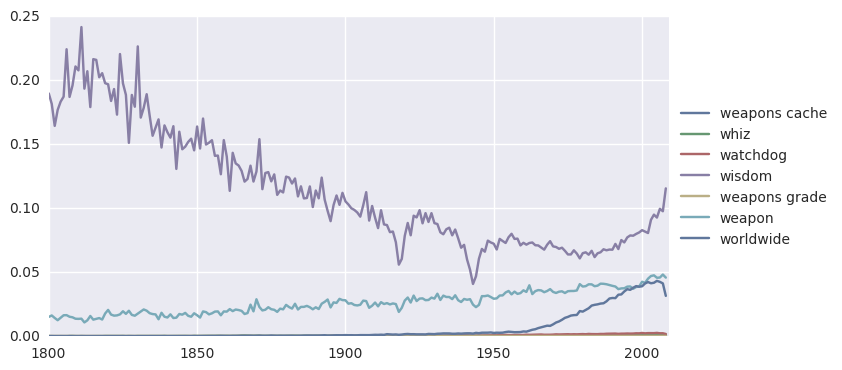 0.25
0.20
0.15
0.10
0.05
0.00
1800
1850
1900
1950
2000
weapons cache
whiz
watchdog
wisdom
weapons grade
weapon
worldwide